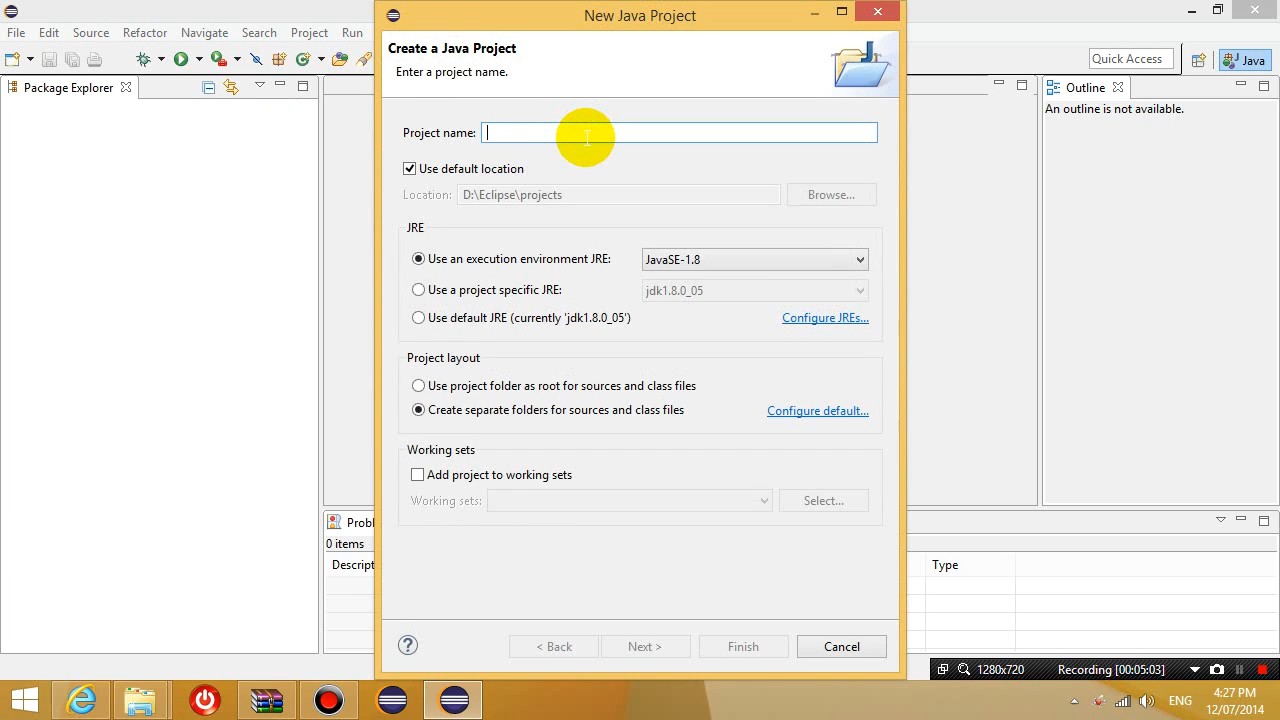 New Java Project
File Edit Source Refactor Navigate Search Project Run
Create a Java Project
Enter a project name.
Quick Access
Java
Package Explorer
Outline
An outline is not available.
Project name:
Use default location
Location: D:\Eclipse\projects Browse...
JRE
Use an execution environment JRE: JavaSE-1.8
Use a project specific JRE: jdk1.8.0_05
Use default JRE (currently 'jdk1.8.0_05') Configure JREs...
Project layout
Use project folder as root for sources and class files
Create separate folders for sources and class files Configure default...
Working sets
Add project to working sets
Working sets: Select...
Probl
0 items
Descript Type
? < Back Next > Finish Cancel
1280x720 Recording [00:05:03]
ENG
4:27 PM
12/07/2014